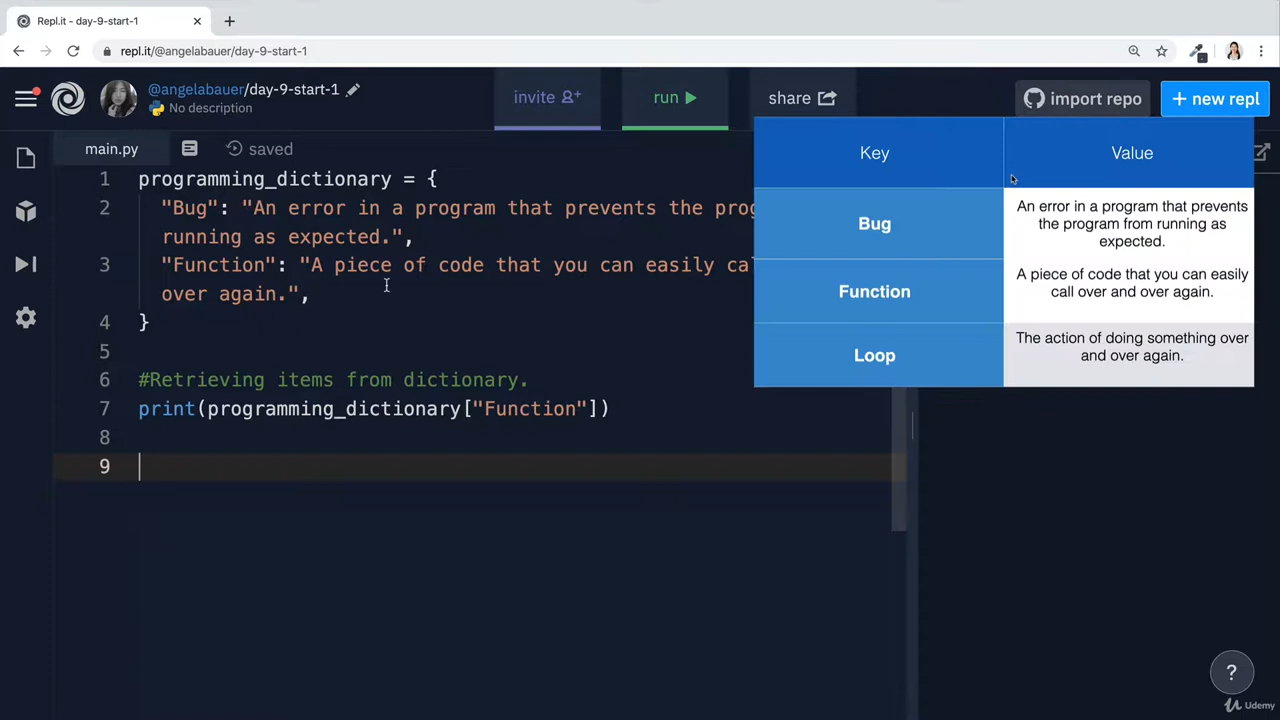 Repl.it - day-9-start-1
repl.it/@angelabauer/day-9-start-1
@angelabauer/day-9-start-1
No description
invite
run
share
import repo
+ new repl
main.py
saved
1 programming_dictionary = {
2 "Bug": "An error in a program that prevents the prog
running as expected.",
3 "Function": "A piece of code that you can easily cal
over again.",
4 }
5
6 #Retrieving items from dictionary.
7 print(programming_dictionary["Function"])
8
9
Key Value
Bug
An error in a program that prevents
the program from running as
expected.
Function
A piece of code that you can easily
call over and over again.
Loop
The action of doing something over
and over again.
?
Udemy